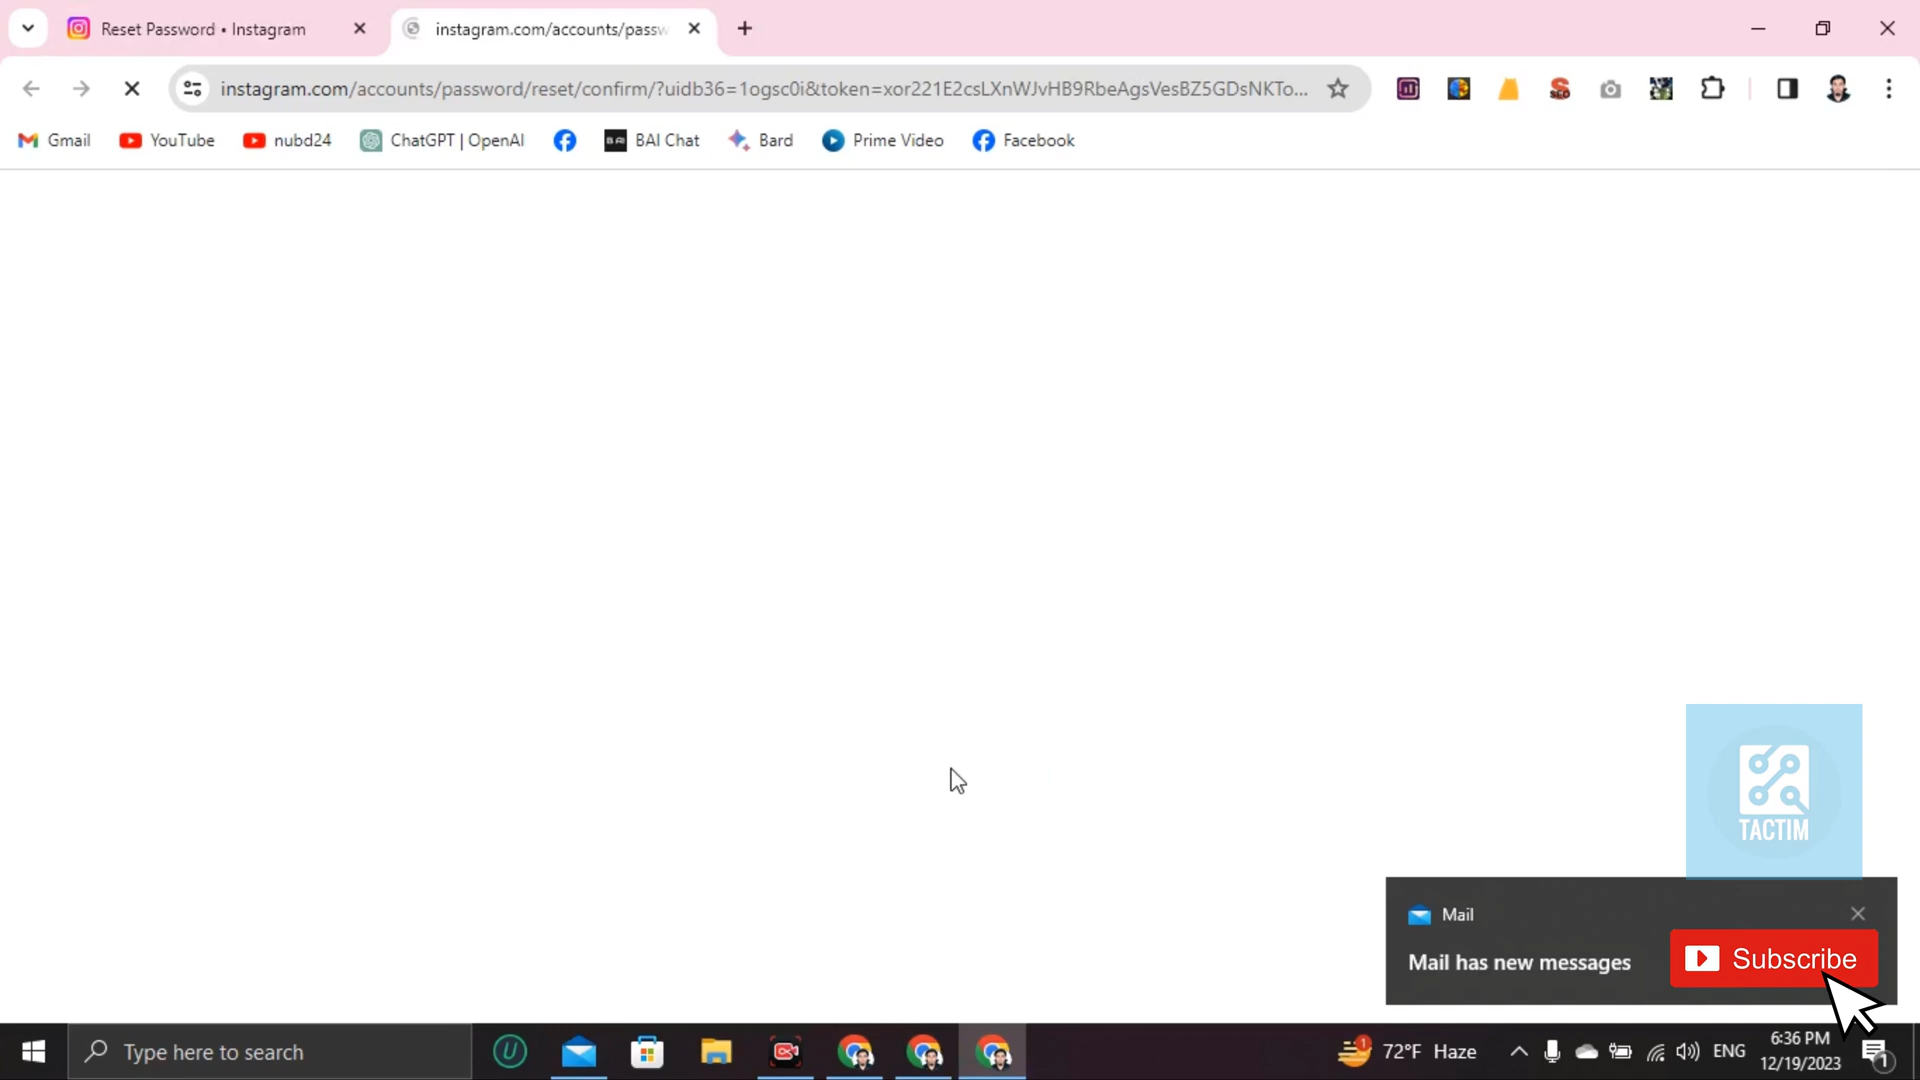 Reset Password • Instagram
instagram.com/accounts/passw
instagram.com/accounts/password/reset/confirm/?uidb36=1ogsc0i&token=xor221E2csLXnWJvHB9RbeAgsVesBZ5GDsNKTo...
Gmail
YouTube
nubd24
ChatGPT | OpenAI
BAI Chat
Bard
Prime Video
Facebook
TACTIM
Mail
Mail has new messages
Subscribe
Type here to search
72°F Haze
ENG
6:36 PM
12/19/2023
1